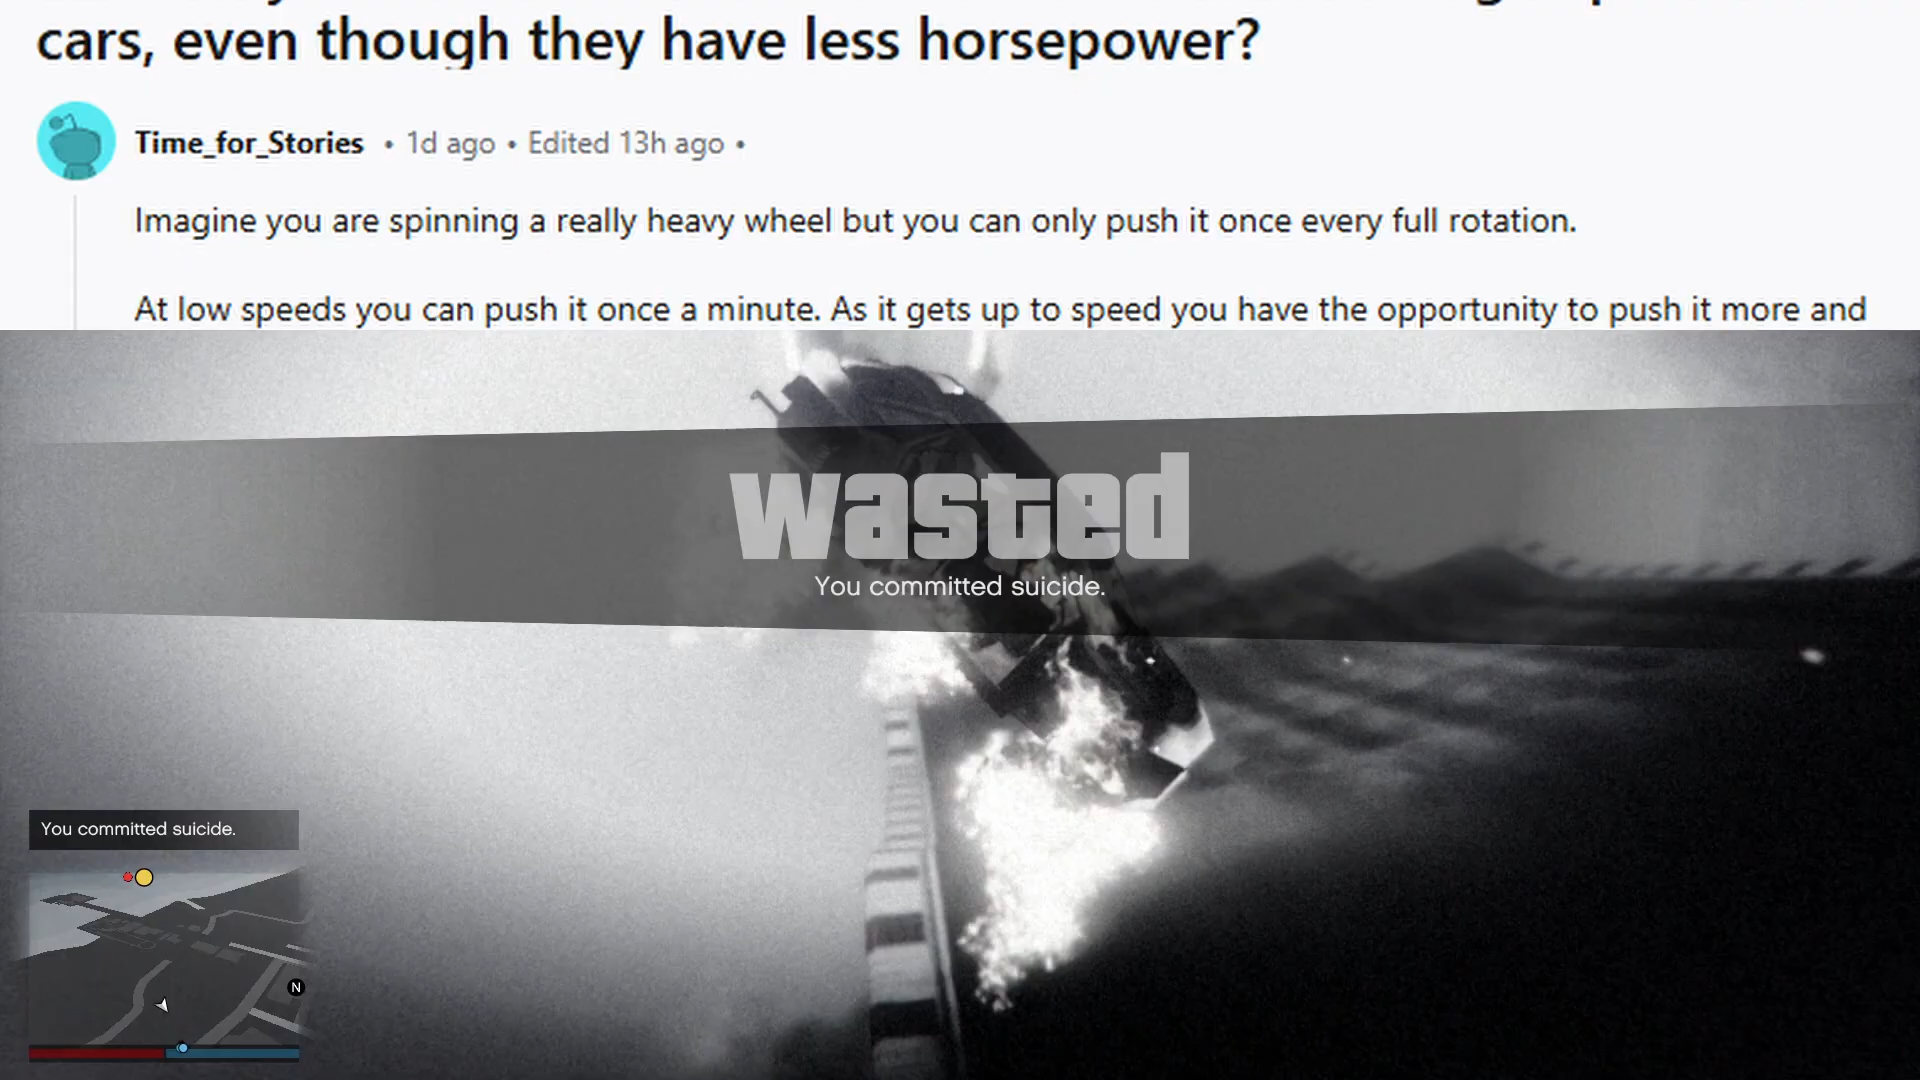 cars, even though they have less horsepower?
Time_for_Stories • 1d ago • Edited 13h ago •
Imagine you are spinning a really heavy wheel but you can only push it once every full rotation.
At low speeds you can push it once a minute. As it gets up to speed you have the opportunity to push it more and
wasted
You committed suicide.
You committed suicide.
N